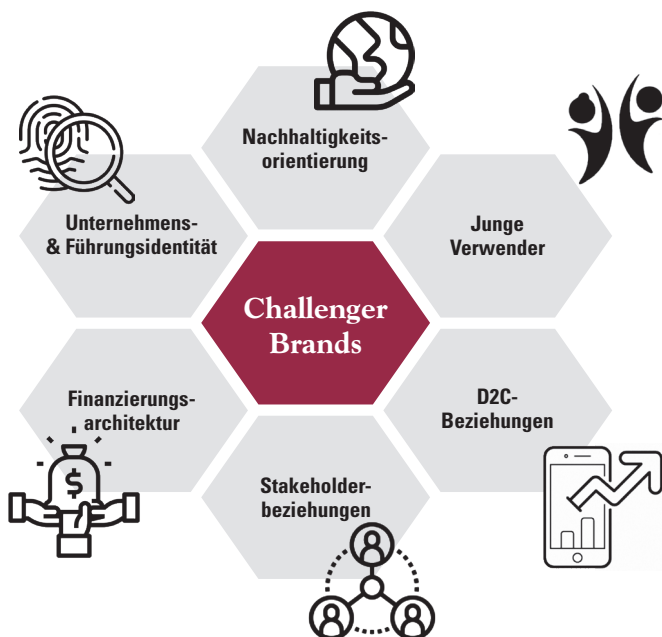 Nachhaltigkeits-
orientierung
Unternehmens-
& Führungsidentität
Junge
Verwender
Challenger
Brands
Finanzierungs-
architektur
D2C-
Beziehungen
Stakeholder-
beziehungen
$